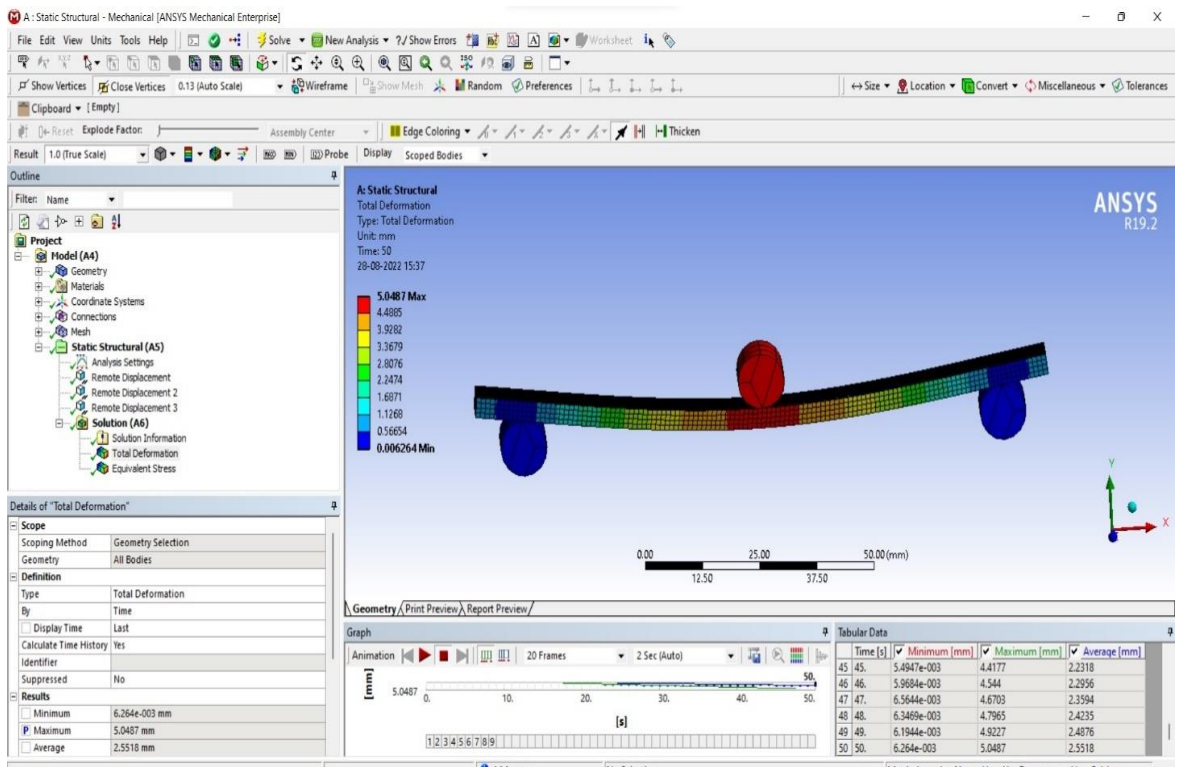 A : Static Structural - Mechanical [ANSYS Mechanical Enterprise]
File Edit View Units Tools Help Solve New Analysis ?/ Show Errors A Worksheet
ISO
Show Vertices Close Vertices 0.13 (Auto Scale) Wireframe Show Mesh Random Preferences Size Location Convert Miscellaneous Tolerances
Clipboard [Empty]
Reset Explode Factor: Assembly Center Edge Coloring Thicken
Result 1.0 (True Scale) Probe Display Scoped Bodies
Outline
Filter: Name
Project
Model (A4)
Geometry
Materials
Coordinate Systems
Connections
Mesh
Static Structural (A5)
Analysis Settings
Remote Displacement
Remote Displacement 2
Remote Displacement 3
Solution (A6)
Solution Information
Total Deformation
Equivalent Stress
A: Static Structural
Total Deformation
Type: Total Deformation
Unit: mm
Time: 50
28-08-2022 15:37
5.0487 Max
4.4885
3.9282
3.3679
2.8076
2.2474
1.6871
1.1268
0.56654
0.006264 Min
ANSYS
R19.2
Y
X
0.00 25.00 50.00 (mm)
12.50 37.50
Geometry Print Preview Report Preview
Details of "Total Deformation"
Scope
Scoping Method Geometry Selection
Geometry All Bodies
Definition
Type Total Deformation
By Time
Display Time Last
Calculate Time History Yes
Identifier
Suppressed No
Results
Minimum 6.264e-003 mm
P Maximum 5.0487 mm
Average 2.5518 mm
Graph
Animation 20 Frames 2 Sec (Auto)
50.
[mm]
5.0487
0. 10. 20. 30. 40. 50.
[s]
1 2 3 4 5 6 7 8 9
Tabular Data
Time [s] Minimum [mm] Maximum [mm] Average [mm]
45 45. 5.4947e-003 4.4177 2.2318
46 46. 5.9684e-003 4.544 2.2956
47 47. 6.5644e-003 4.6703 2.3594
48 48. 6.3469e-003 4.7965 2.4235
49 49. 6.1944e-003 4.9227 2.4876
50 50. 6.264e-003 5.0487 2.5518